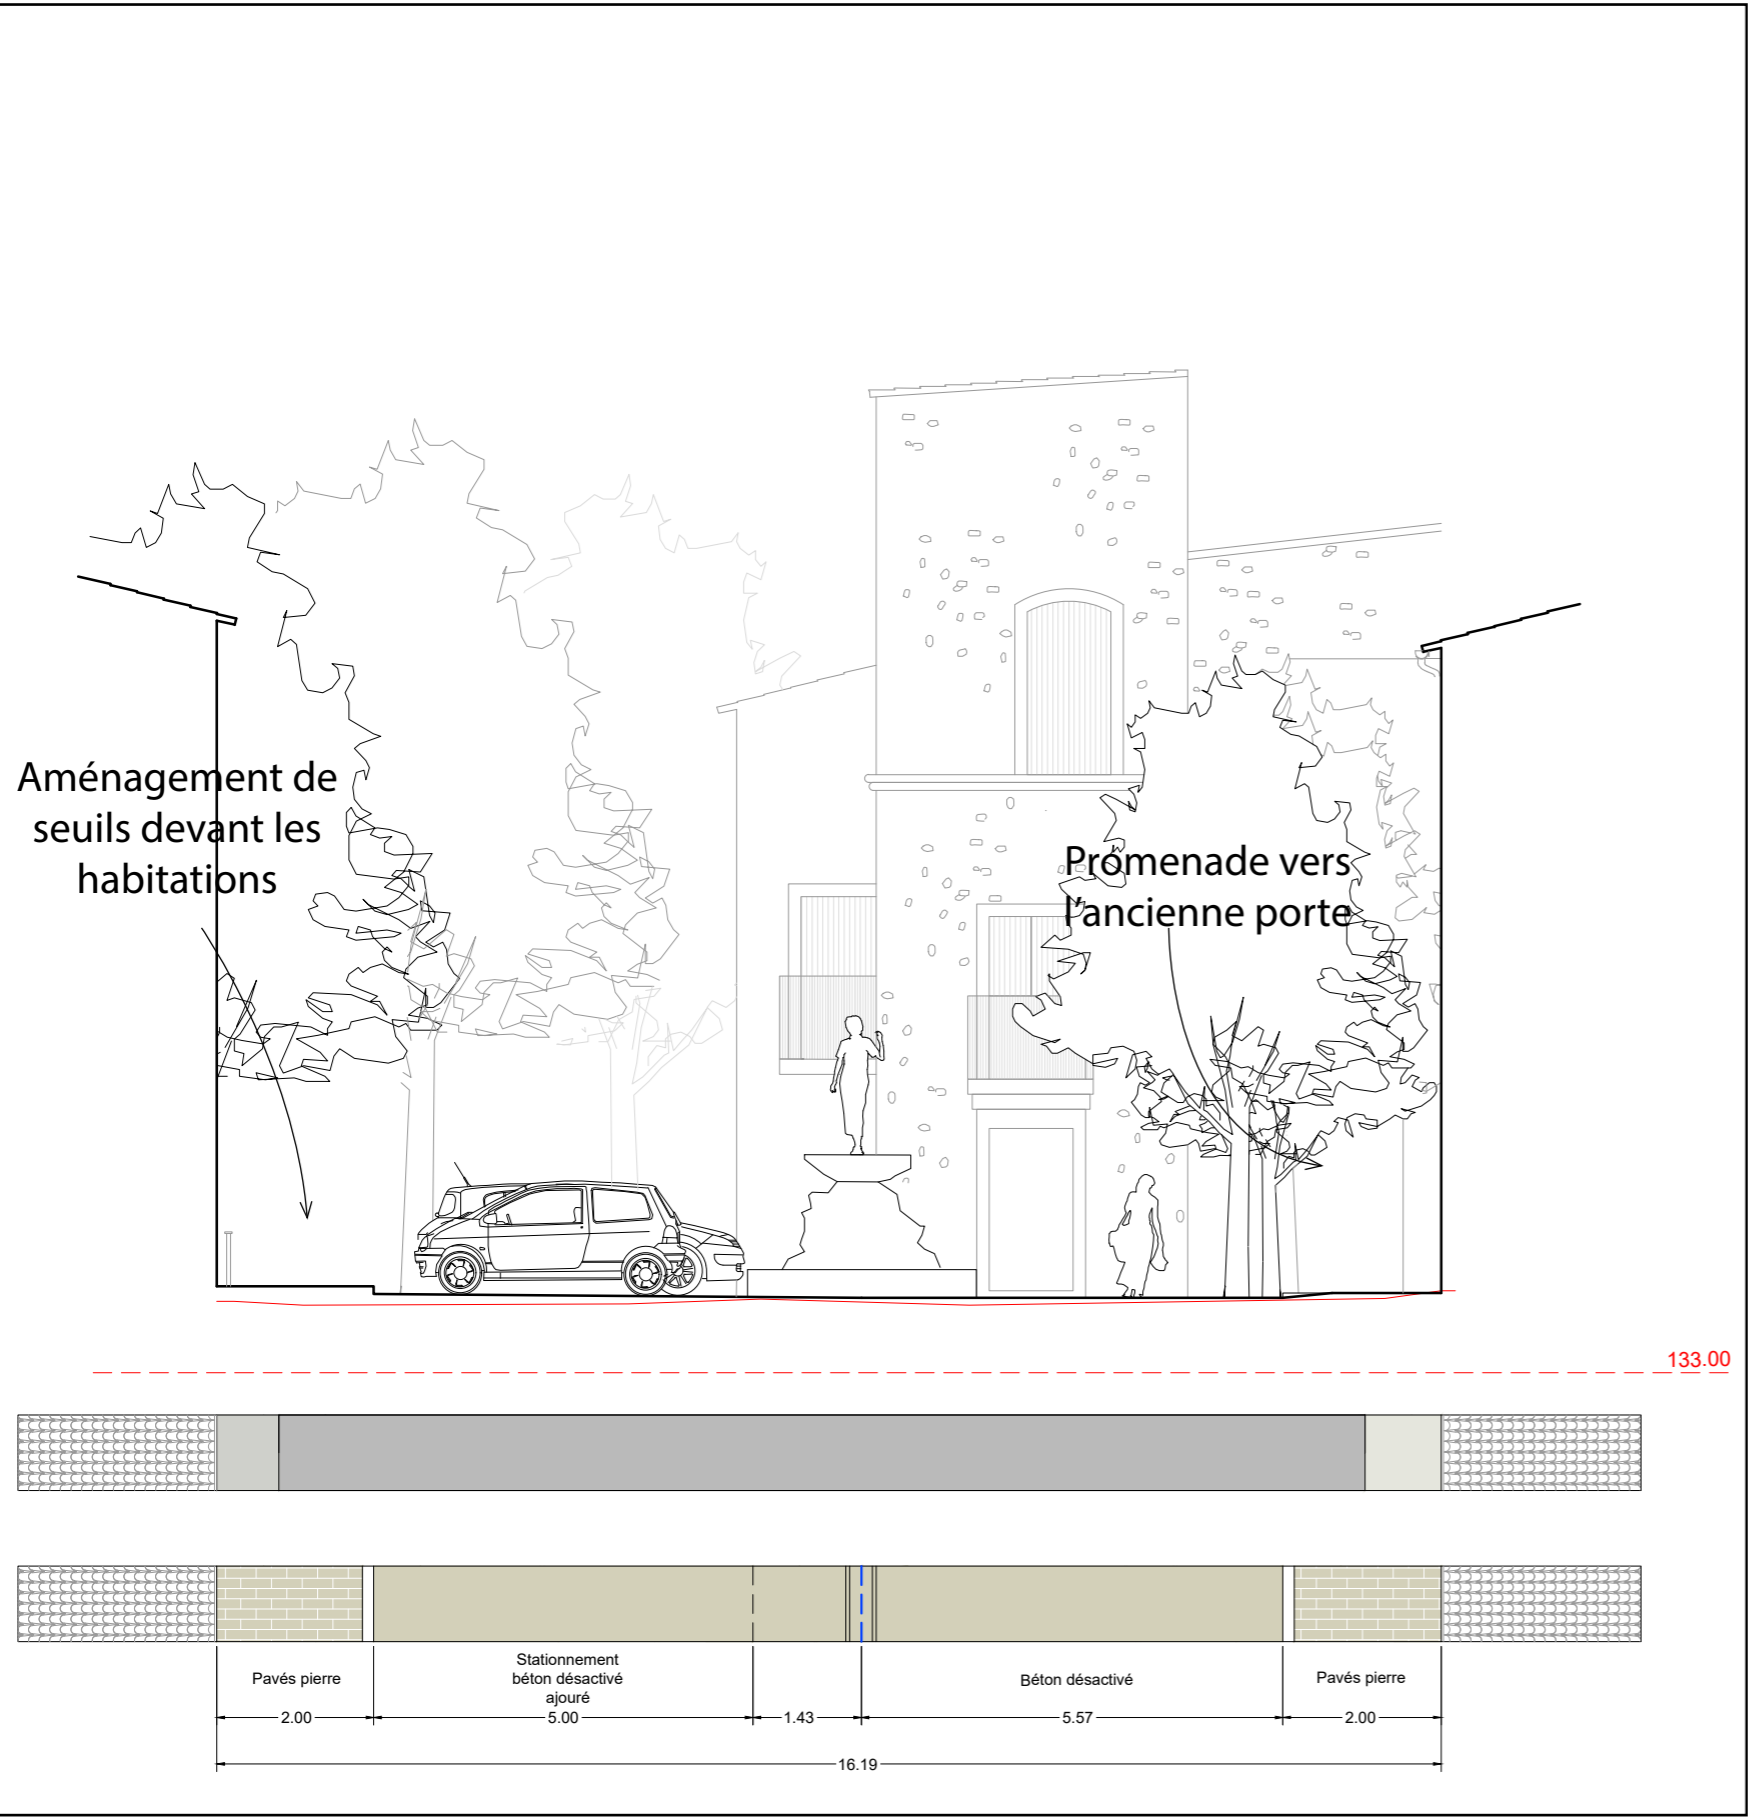 Aménagement de
seuils devant les
habitations
Promenade vers
l'ancienne porte
133.00
Pavés pierre
Stationnement
béton désactivé
ajouré
Béton désactivé
Pavés pierre
2.00
5.00
1.43
5.57
2.00
16.19